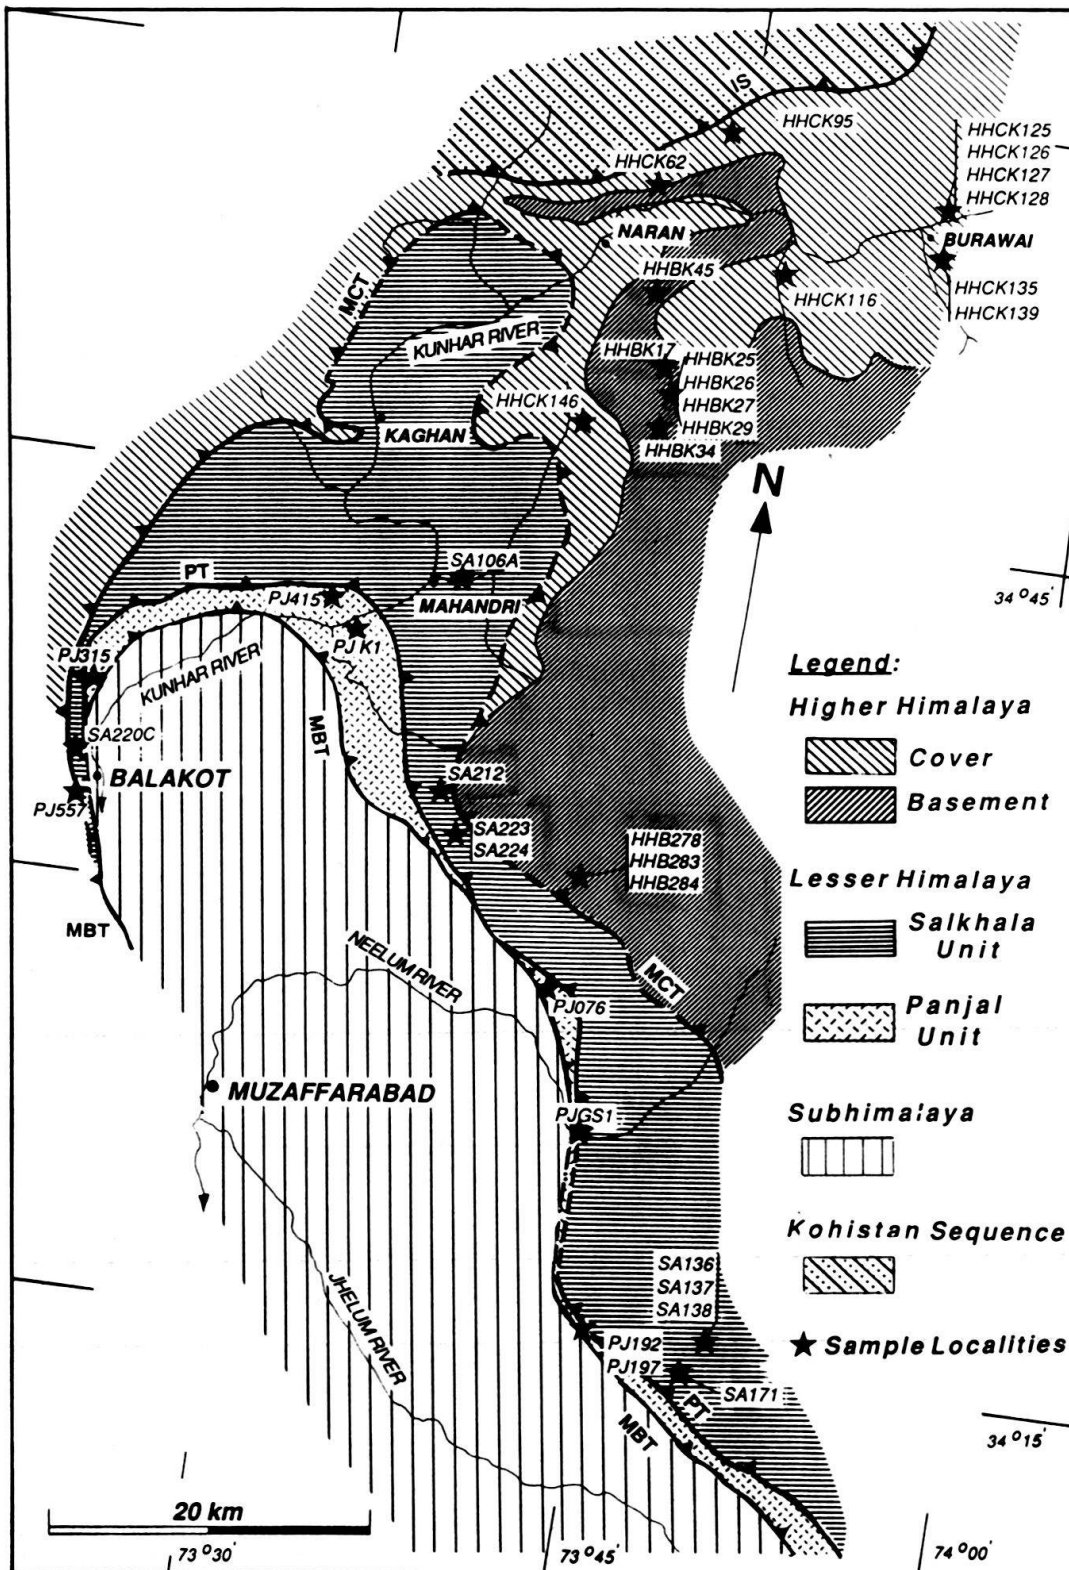 IS
HHCK95
HHCK125
HHCK126
HHCK127
HHCK128
HHCK62
NARAN
BURAWAI
HHBK45
MCT
HHCK116
HHCK135
HHCK139
KUNHAR RIVER
HHBK17
HHBK25
HHBK26
HHBK27
HHBK29
HHBK34
HHCK146
KAGHAN
N
SA106A
PT
PJ415
MAHANDRI
34°45'
PJ K1
PJ315
KUNHAR RIVER
MBT
SA220C
BALAKOT
PJ557
SA212
SA223
SA224
HHB278
HHB283
HHB284
MBT
NEELUM RIVER
MCT
PJ076
MUZAFFARABAD
PJGS1
JHELUM RIVER
SA136
SA137
SA138
PJ192
PJ197
SA171
PT
MBT
34°15'
20 km
73°30'
73°45'
74°00'
Legend:
Higher Himalaya
Cover
Basement
Lesser Himalaya
Salkhala
Unit
Panjal
Unit
Subhimalaya
Kohistan Sequence
Sample Localities